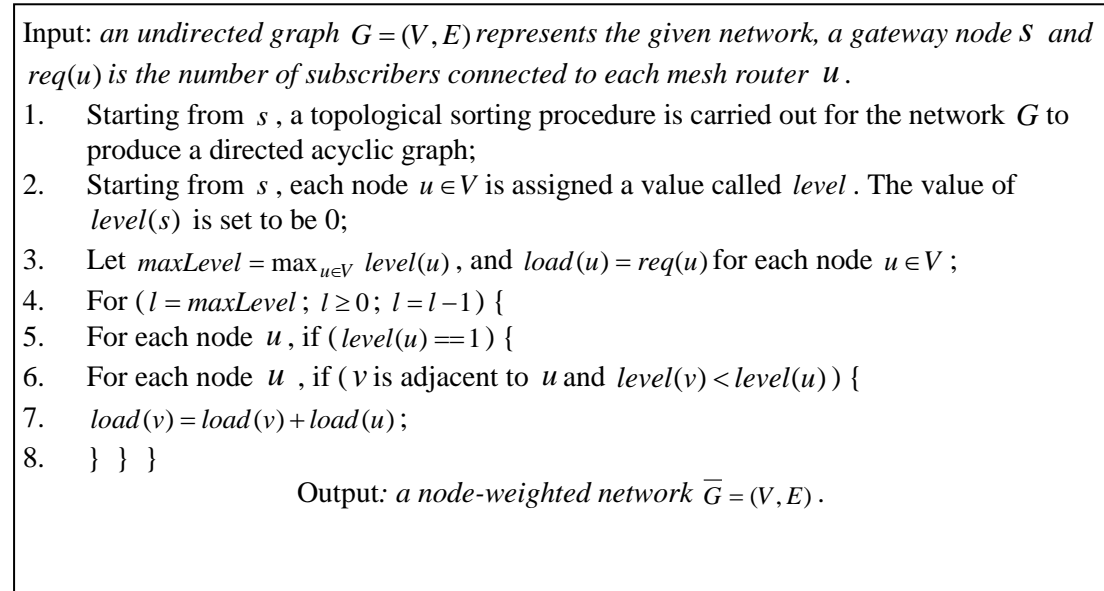 Input: an undirected graph G = (V, E) represents the given network, a gateway node s and
req(u) is the number of subscribers connected to each mesh router u.
1. Starting from s, a topological sorting procedure is carried out for the network G to
produce a directed acyclic graph;
2. Starting from s, each node u ∈ V is assigned a value called level. The value of
level(s) is set to be 0;
3. Let maxLevel = max_{u∈V} level(u), and load(u) = req(u) for each node u ∈ V;
4. For (l = maxLevel; l ≥ 0; l = l − 1) {
5. For each node u, if (level(u) == 1) {
6. For each node u , if (v is adjacent to u and level(v) < level(u)) {
7. load(v) = load(v) + load(u);
8. } } }
Output: a node-weighted network G̅ = (V, E).